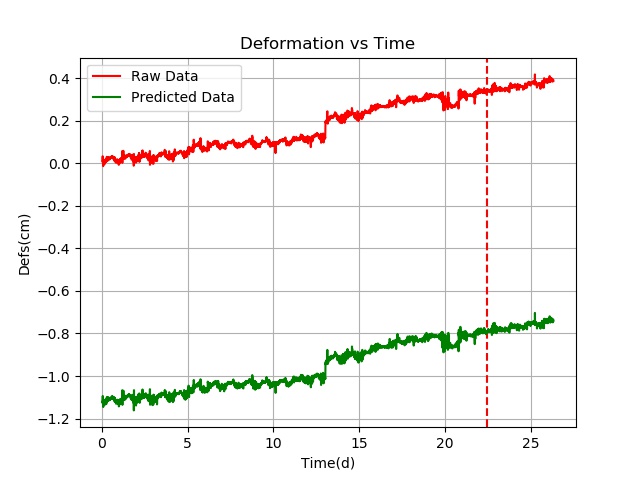 Deformation vs Time
Raw Data
Predicted Data
0.4
0.2
0.0
−0.2
−0.4
−0.6
−0.8
−1.0
−1.2
Defs(cm)
0 5 10 15 20 25
Time(d)